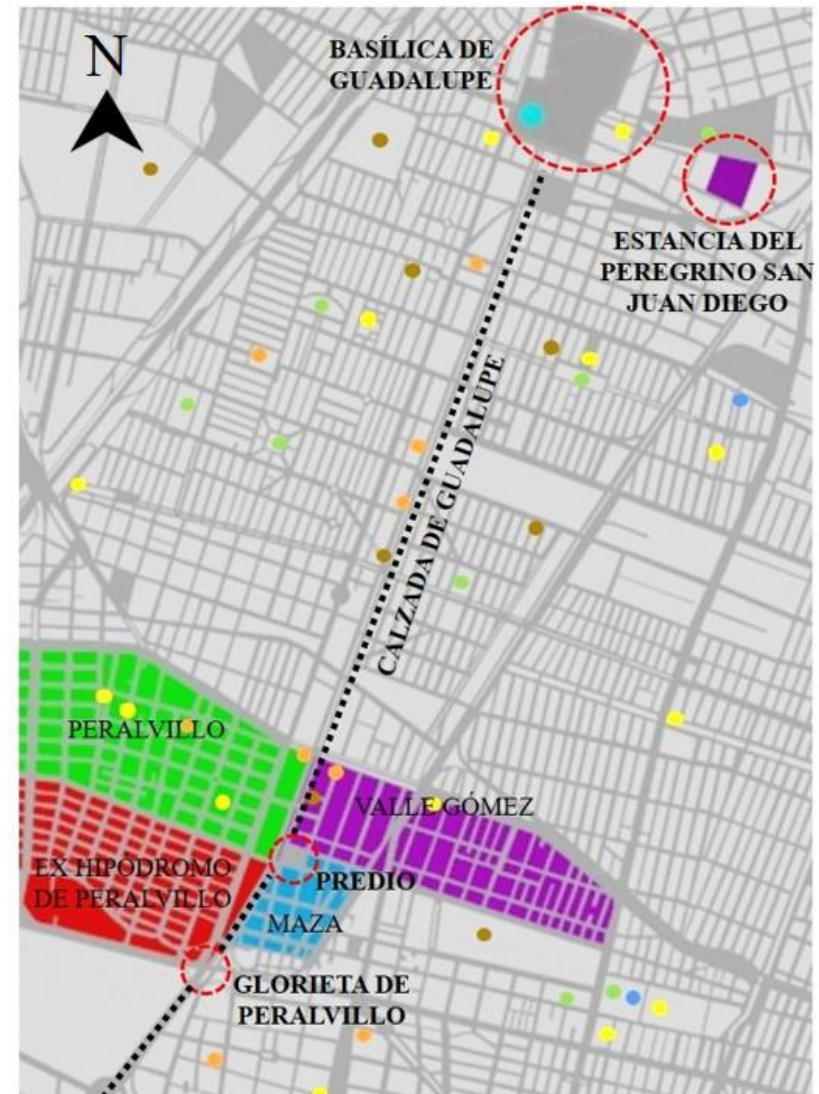 N
BASÍLICA DE
GUADALUPE
ESTANCIA DEL
PEREGRINO SAN
JUAN DIEGO
CALZADA DE GUADALUPE
PERALVILLO
VALLE GÓMEZ
EX HIPÓDROMO
DE PERALVILLO
PREDIO
MAZA
GLORIETA DE
PERALVILLO